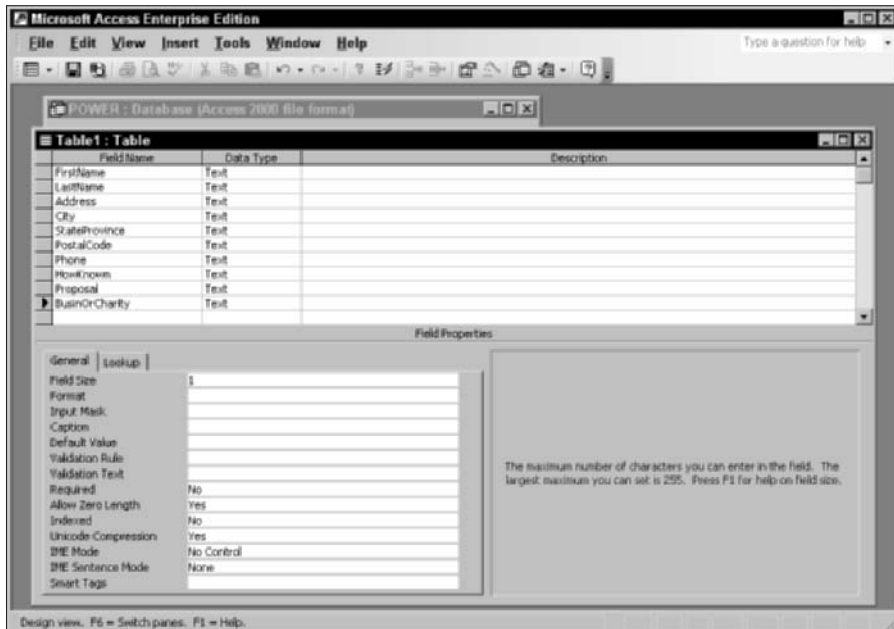 Microsoft Access Enterprise Edition
File Edit View Insert Tools Window Help
Type a question for help
POWER : Database (Access 2000 file format)
Table1 : Table
Field Name Data Type Description
FirstName Text
LastName Text
Address Text
City Text
StateProvince Text
PostalCode Text
Phone Text
HowKnown Text
Proposal Text
BusinOrCharity Text
Field Properties
General Lookup
Field Size 1
Format
Input Mask
Caption
Default Value
Validation Rule
Validation Text
Required No
Allow Zero Length Yes
Indexed No
Unicode Compression Yes
IME Mode No Control
IME Sentence Mode None
Smart Tags
The maximum number of characters you can enter in the field. The
largest maximum you can set is 255. Press F1 for help on field size.
Design view. F6 = Switch panes. F1 = Help.